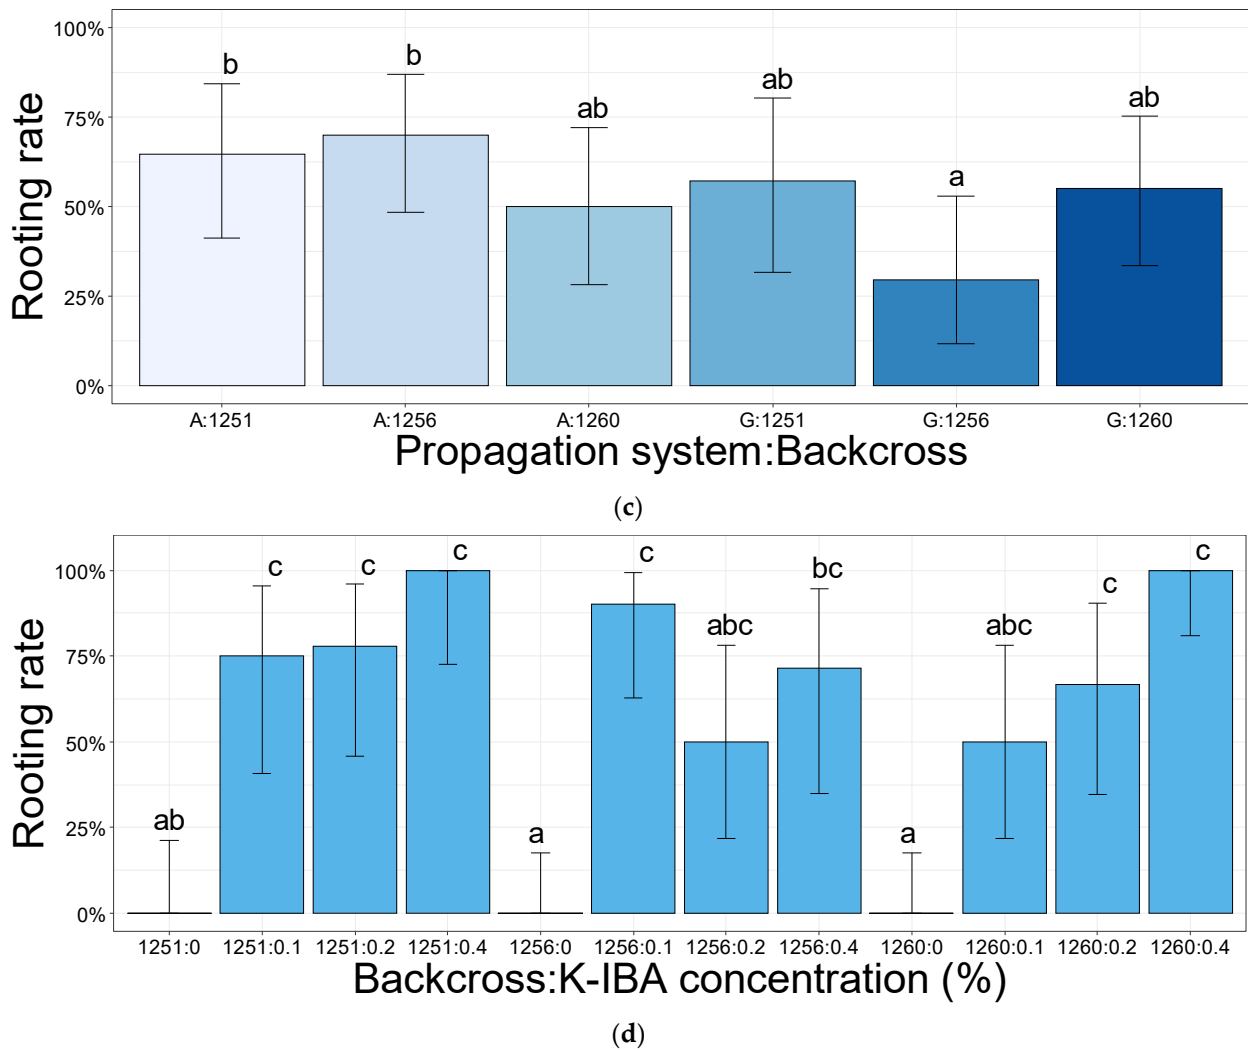 100%
75%
50%
25%
0%
Rooting rate
b
b
ab
ab
a
ab
A:1251 A:1256 A:1260 G:1251 G:1256 G:1260
Propagation system:Backcross
(c)
100%
75%
50%
25%
0%
Rooting rate
ab
c
c
c
a
c
abc
bc
a
abc
c
c
1251:0 1251:0.1 1251:0.2 1251:0.4 1256:0 1256:0.1 1256:0.2 1256:0.4 1260:0 1260:0.1 1260:0.2 1260:0.4
Backcross:K-IBA concentration (%)
(d)